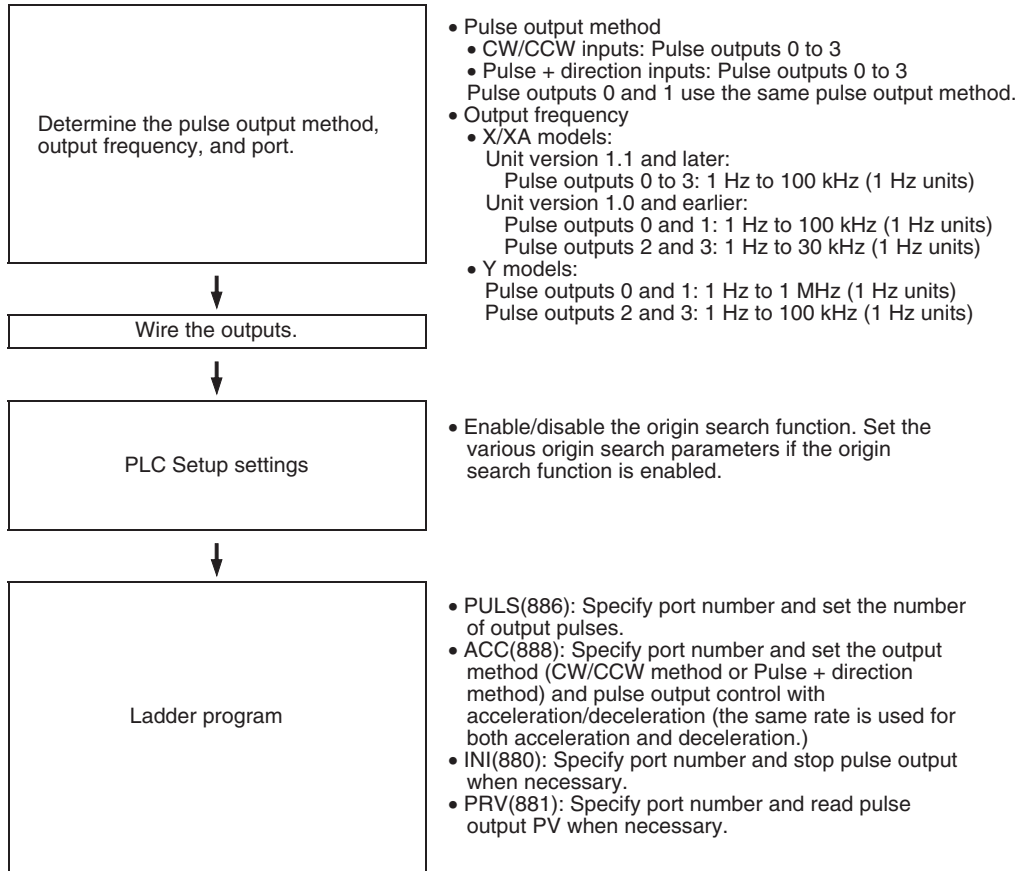 Determine the pulse output method,
output frequency, and port.
• Pulse output method
• CW/CCW inputs: Pulse outputs 0 to 3
• Pulse + direction inputs: Pulse outputs 0 to 3
Pulse outputs 0 and 1 use the same pulse output method.
• Output frequency
• X/XA models:
Unit version 1.1 and later:
Pulse outputs 0 to 3: 1 Hz to 100 kHz (1 Hz units)
Unit version 1.0 and earlier:
Pulse outputs 0 and 1: 1 Hz to 100 kHz (1 Hz units)
Pulse outputs 2 and 3: 1 Hz to 30 kHz (1 Hz units)
• Y models:
Pulse outputs 0 and 1: 1 Hz to 1 MHz (1 Hz units)
Pulse outputs 2 and 3: 1 Hz to 100 kHz (1 Hz units)
Wire the outputs.
PLC Setup settings
• Enable/disable the origin search function. Set the
various origin search parameters if the origin
search function is enabled.
Ladder program
• PULS(886): Specify port number and set the number
of output pulses.
• ACC(888): Specify port number and set the output
method (CW/CCW method or Pulse + direction
method) and pulse output control with
acceleration/deceleration (the same rate is used for
both acceleration and deceleration.)
• INI(880): Specify port number and stop pulse output
when necessary.
• PRV(881): Specify port number and read pulse
output PV when necessary.